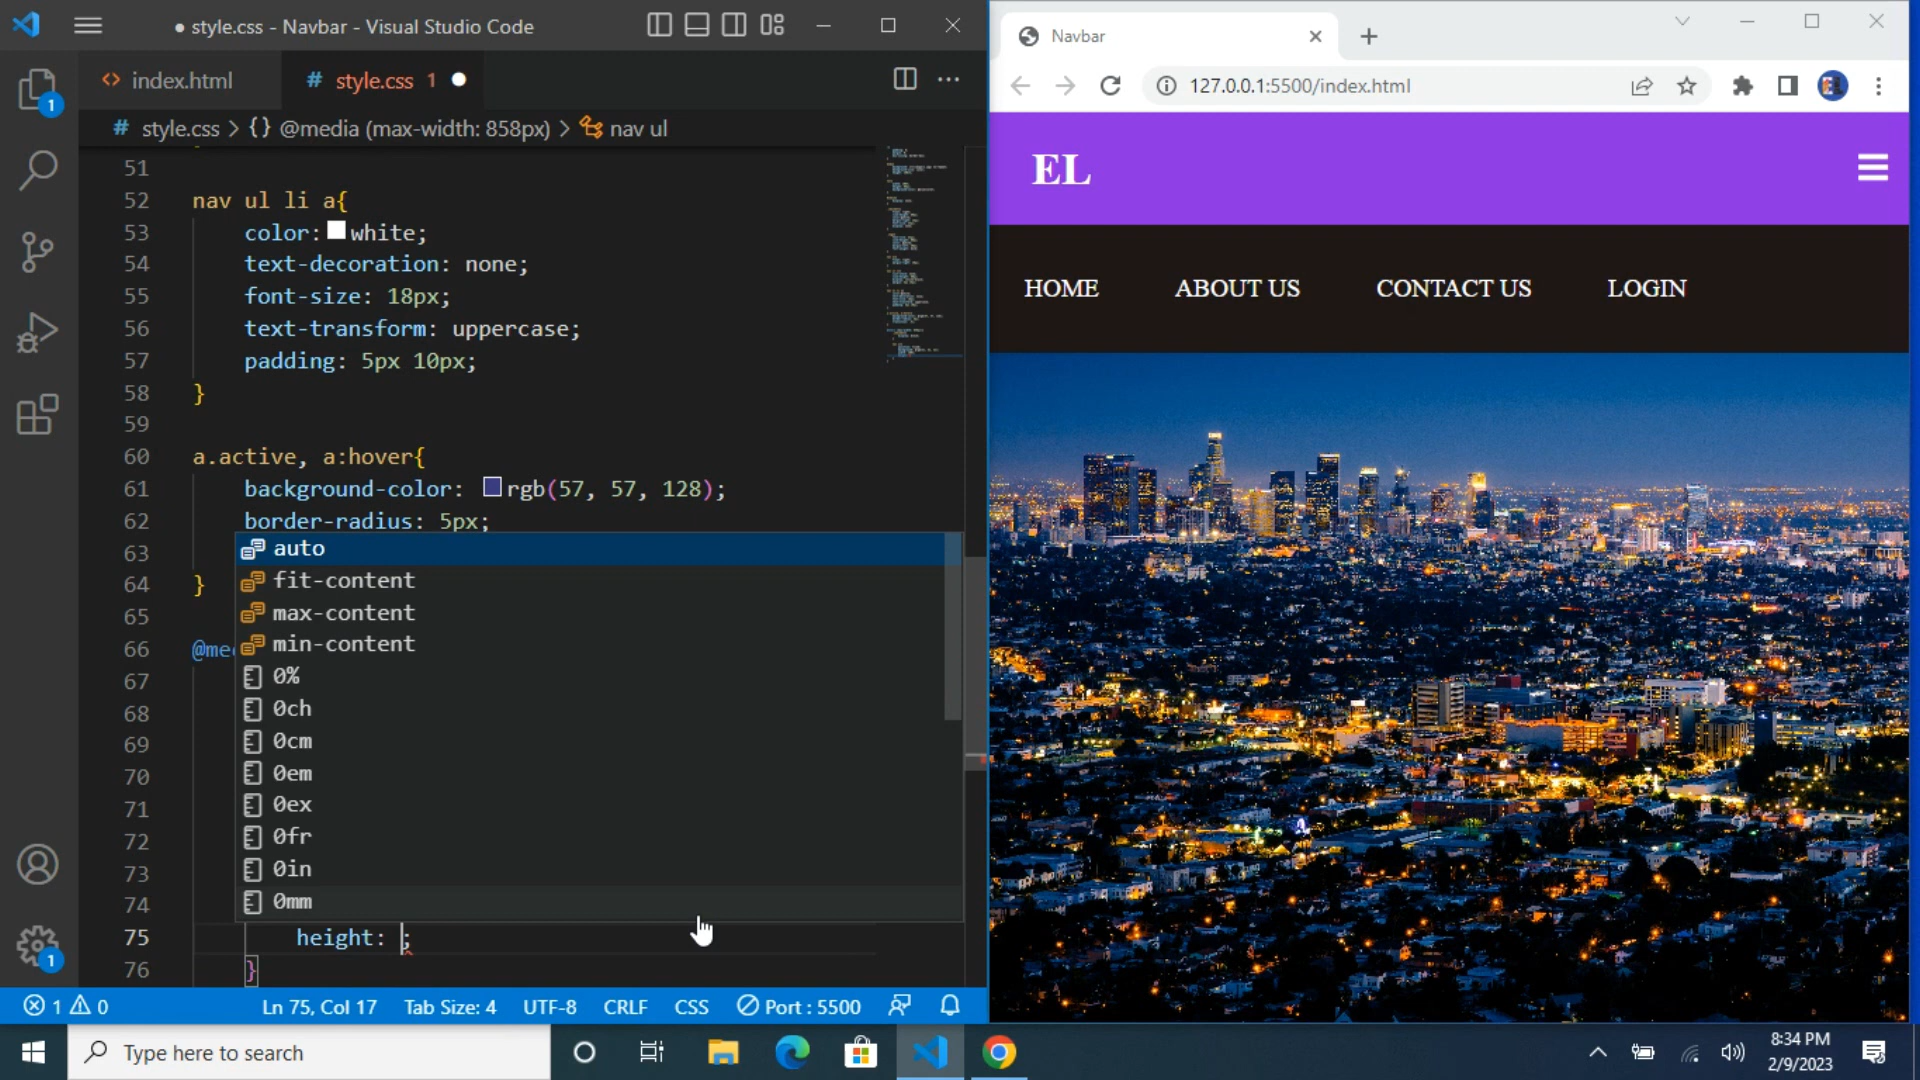 ● style.css - Navbar - Visual Studio Code
index.html
# style.css 1
# style.css > {} @media (max-width: 858px) > nav ul
51
52 nav ul li a{
53 color: white;
54 text-decoration: none;
55 font-size: 18px;
56 text-transform: uppercase;
57 padding: 5px 10px;
58 }
59
60 a.active, a:hover{
61 background-color: rgb(57, 57, 128);
62 border-radius: 5px;
63
64 }
65
66
67
68
69
70
71
72
73
74
auto
fit-content
max-content
min-content
0%
0ch
0cm
0em
0ex
0fr
0in
0mm
75 height: ;
76 }
1
1
1 0
Ln 75, Col 17
Tab Size: 4
UTF-8
CRLF
CSS
Port : 5500
Navbar
127.0.0.1:5500/index.html
EL
HOME
ABOUT US
CONTACT US
LOGIN
Type here to search
8:34 PM
2/9/2023